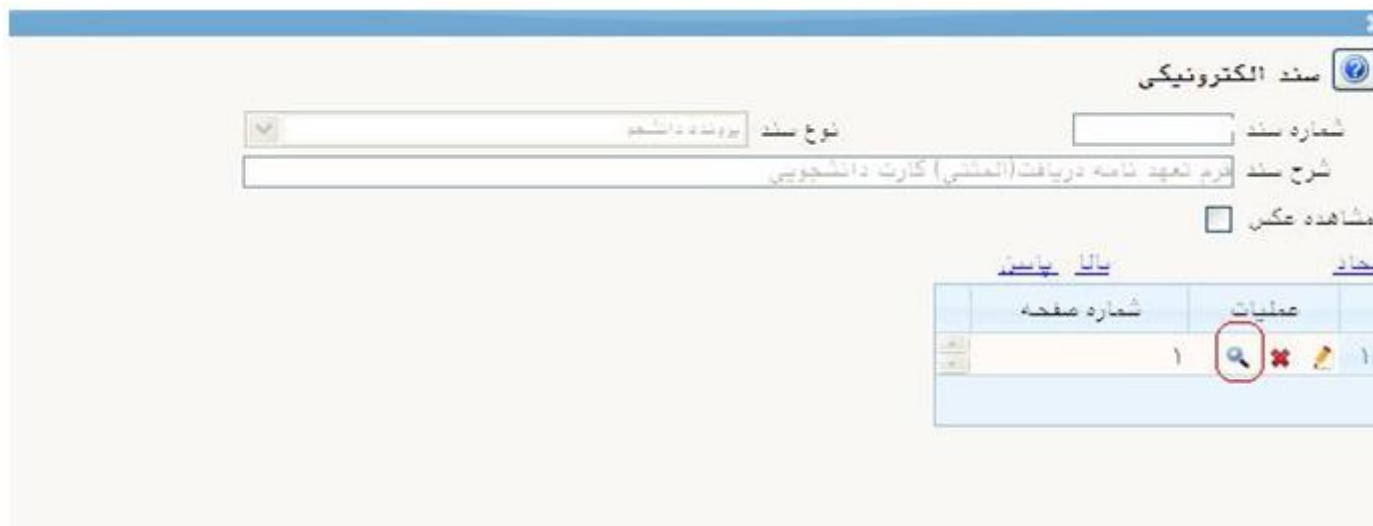 سند الکترونیکی
شماره سند نوع سند پرونده دانشجو
شرح سند فرم تعهد نامه دریافت(المثنی) کارت دانشجویی
مشاهده عکس
بالا پایین
عملیات شماره صفحه
۱ ۱